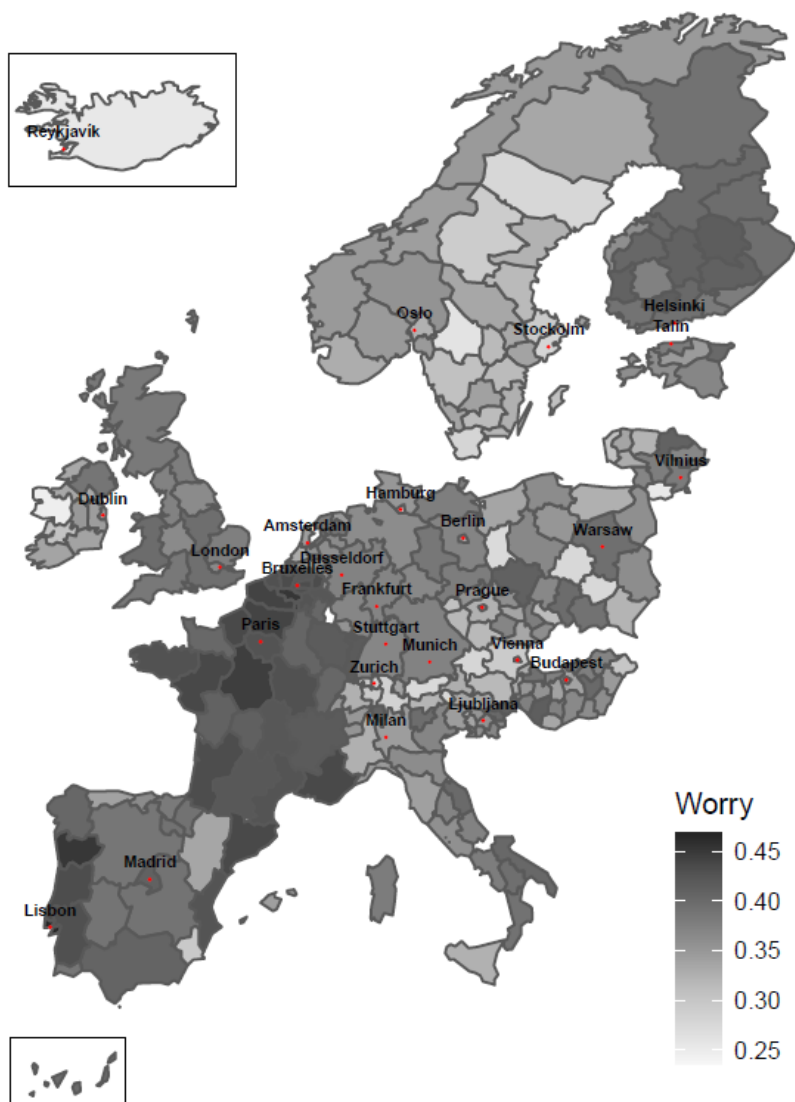 Reykjavík
Oslo
Stockolm
Helsinki
Talin
Vilnius
Dublin
London
Hamburg
Amsterdam
Berlin
Warsaw
Dusseldorf
Bruxelles
Frankfurt
Prague
Paris
Stuttgart
Munich
Vienna
Zurich
Budapest
Ljubljana
Milan
Madrid
Lisbon
Worry
0.45
0.40
0.35
0.30
0.25